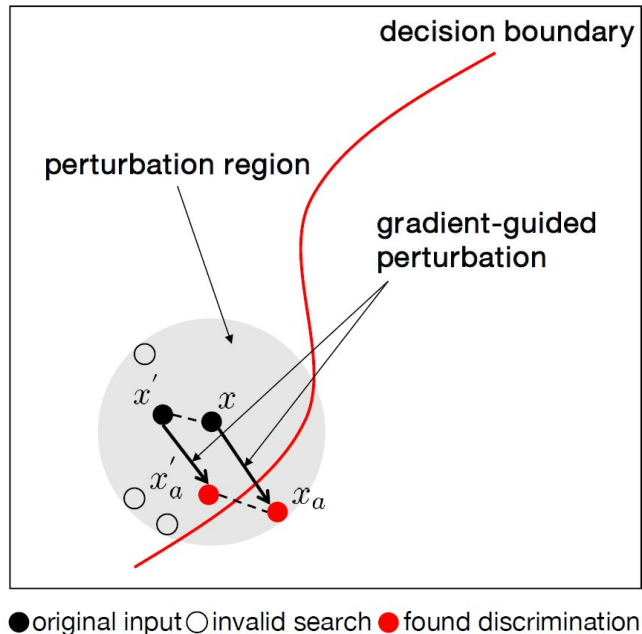 decision boundary
perturbation region
gradient-guided
perturbation
x′ x
x′a xa
original input invalid search found discrimination